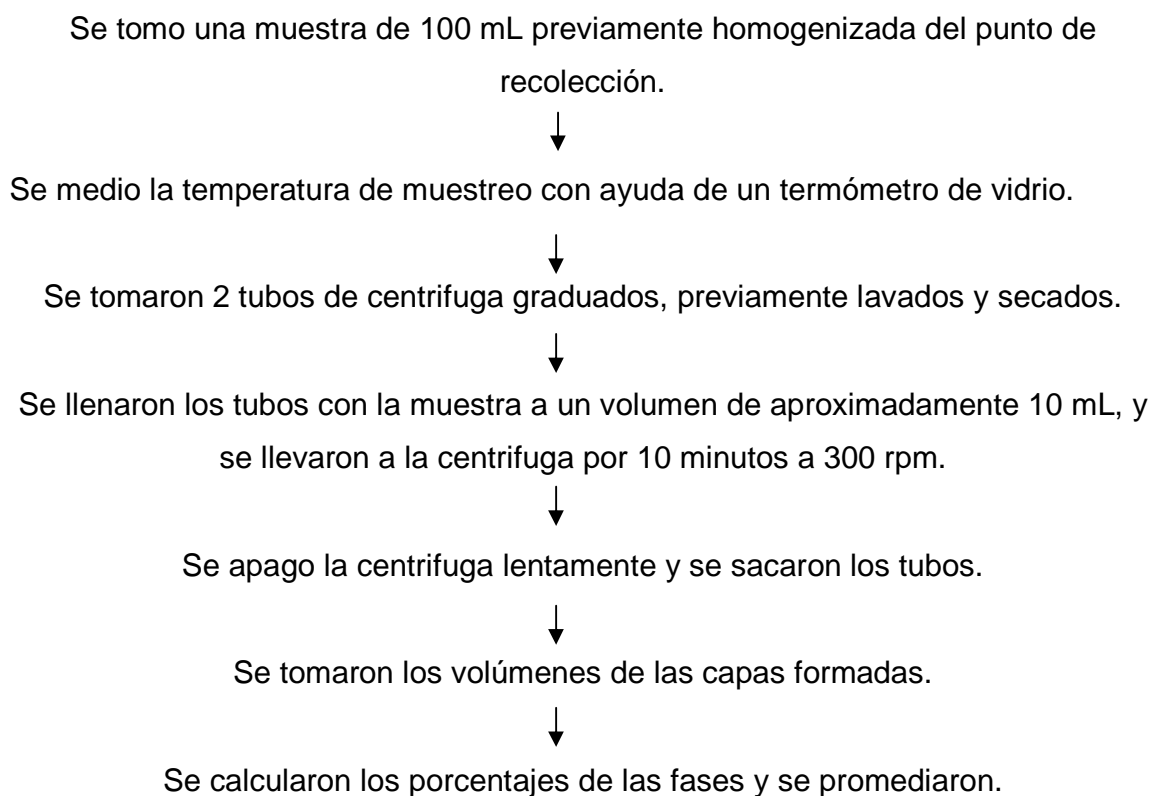 Se tomo una muestra de 100 mL previamente homogenizada del punto de
recolección.
Se medio la temperatura de muestreo con ayuda de un termómetro de vidrio.
Se tomaron 2 tubos de centrifuga graduados, previamente lavados y secados.
Se llenaron los tubos con la muestra a un volumen de aproximadamente 10 mL, y
se llevaron a la centrifuga por 10 minutos a 300 rpm.
Se apago la centrifuga lentamente y se sacaron los tubos.
Se tomaron los volúmenes de las capas formadas.
Se calcularon los porcentajes de las fases y se promediaron.